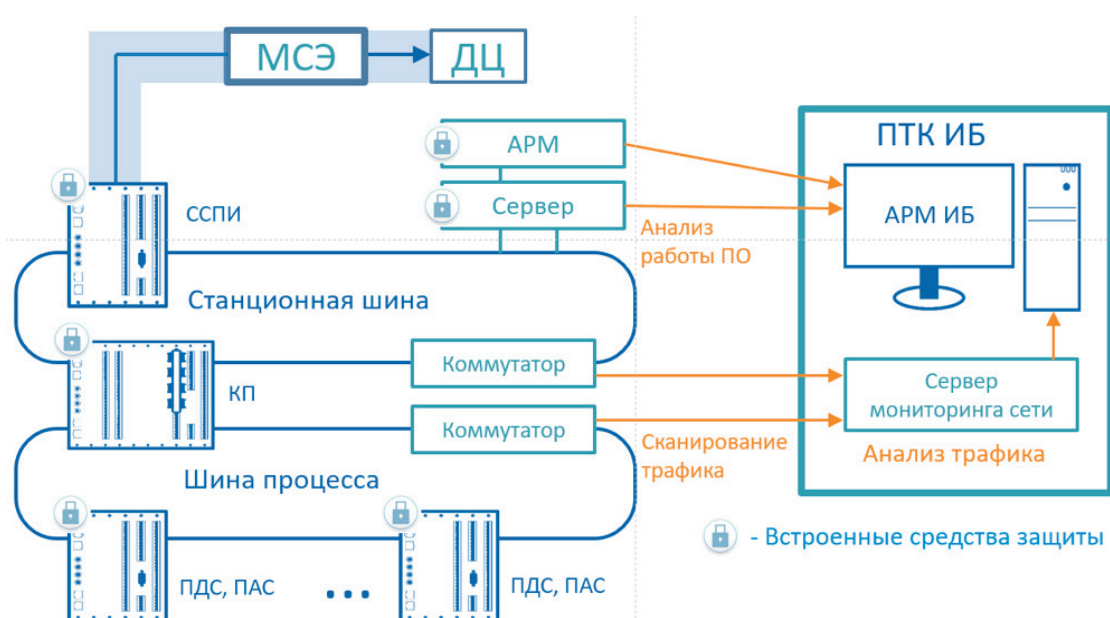 МСЭ
ДЦ
АРМ
ПТК ИБ
ССПИ
Сервер
АРМ ИБ
Анализ
работы ПО
Станционная шина
Коммутатор
КП
Сервер
мониторинга сети
Коммутатор
Сканирование
трафика
Анализ трафика
Шина процесса
- Встроенные средства защиты
ПДС, ПАС
...
ПДС, ПАС